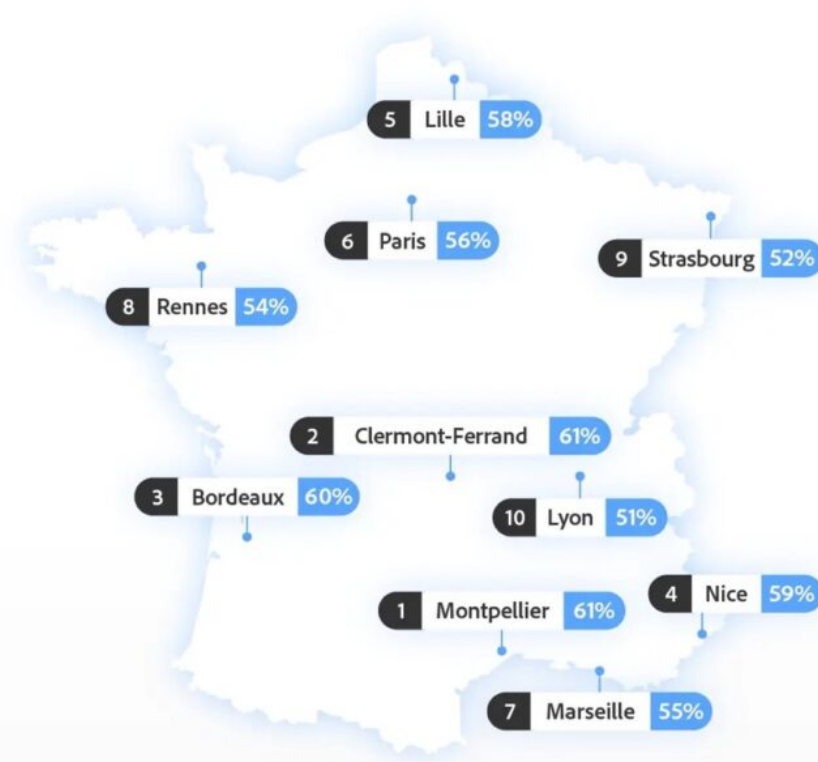 5 Lille 58%
6 Paris 56%
9 Strasbourg 52%
8 Rennes 54%
2 Clermont-Ferrand 61%
3 Bordeaux 60%
10 Lyon 51%
4 Nice 59%
1 Montpellier 61%
7 Marseille 55%